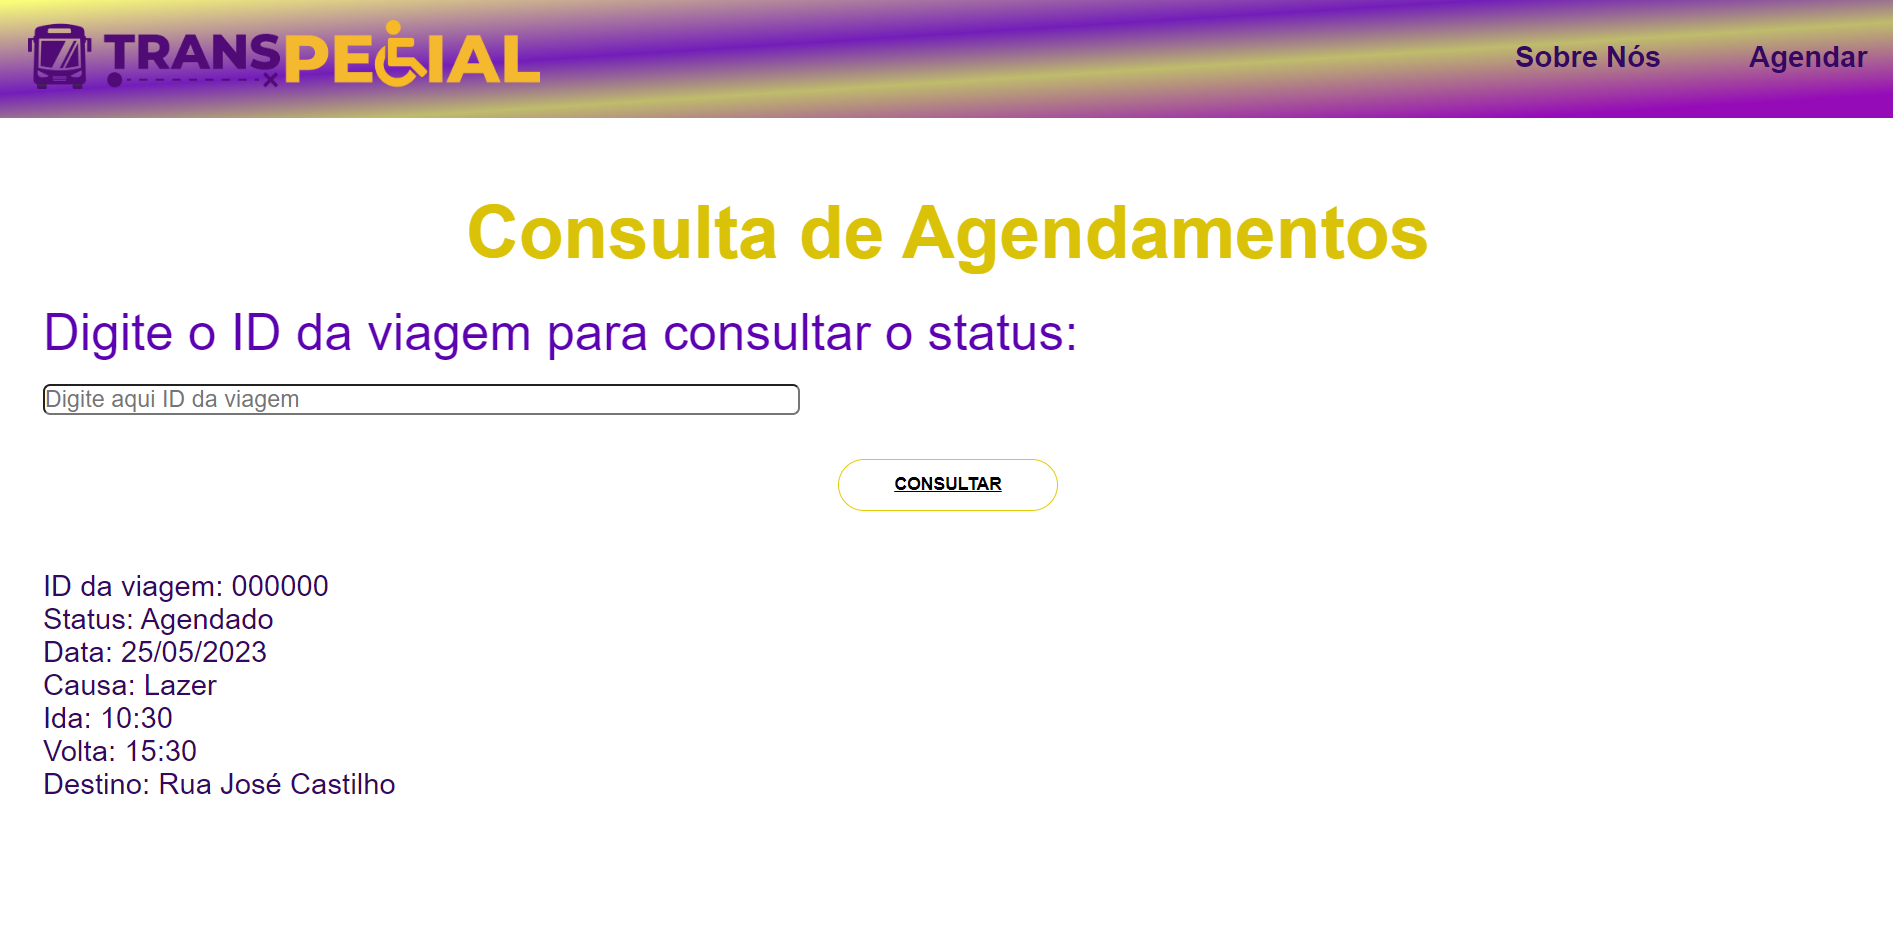 TRANSPECIAL
Sobre Nós
Agendar
Consulta de Agendamentos
Digite o ID da viagem para consultar o status:
Digite aqui ID da viagem
CONSULTAR
ID da viagem: 000000
Status: Agendado
Data: 25/05/2023
Causa: Lazer
Ida: 10:30
Volta: 15:30
Destino: Rua José Castilho